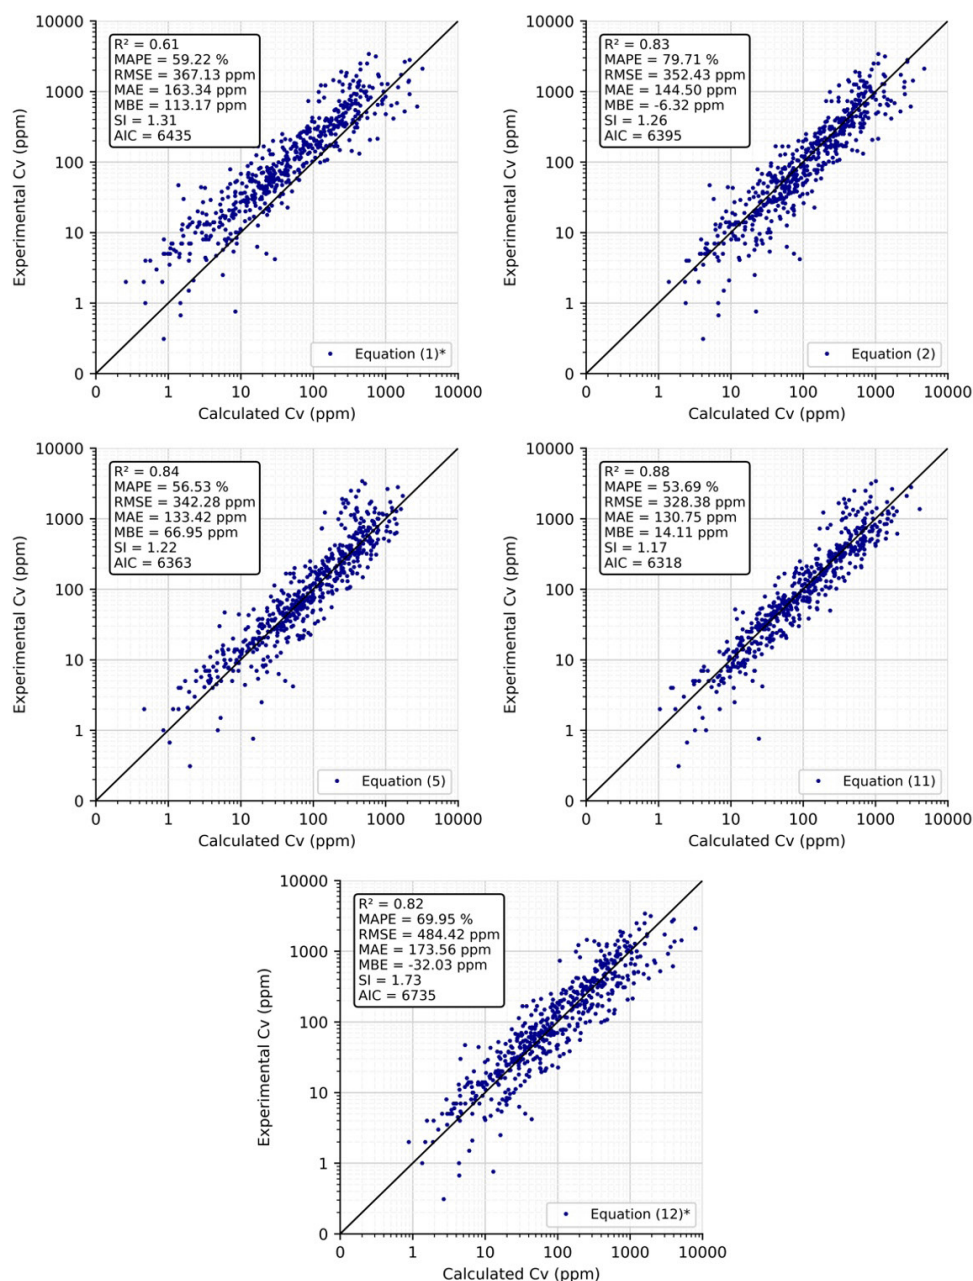 10000
1000
100
10
1
0
Experimental Cv (ppm)
R² = 0.61
MAPE = 59.22 %
RMSE = 367.13 ppm
MAE = 163.34 ppm
MBE = 113.17 ppm
SI = 1.31
AIC = 6435
Equation (1)*
0 1 10 100 1000 10000
Calculated Cv (ppm)
10000
1000
100
10
1
0
Experimental Cv (ppm)
R² = 0.83
MAPE = 79.71 %
RMSE = 352.43 ppm
MAE = 144.50 ppm
MBE = -6.32 ppm
SI = 1.26
AIC = 6395
Equation (2)
0 1 10 100 1000 10000
Calculated Cv (ppm)
10000
1000
100
10
1
0
Experimental Cv (ppm)
R² = 0.84
MAPE = 56.53 %
RMSE = 342.28 ppm
MAE = 133.42 ppm
MBE = 66.95 ppm
SI = 1.22
AIC = 6363
Equation (5)
0 1 10 100 1000 10000
Calculated Cv (ppm)
10000
1000
100
10
1
0
Experimental Cv (ppm)
R² = 0.88
MAPE = 53.69 %
RMSE = 328.38 ppm
MAE = 130.75 ppm
MBE = 14.11 ppm
SI = 1.17
AIC = 6318
Equation (11)
0 1 10 100 1000 10000
Calculated Cv (ppm)
10000
1000
100
10
1
0
Experimental Cv (ppm)
R² = 0.82
MAPE = 69.95 %
RMSE = 484.42 ppm
MAE = 173.56 ppm
MBE = -32.03 ppm
SI = 1.73
AIC = 6735
Equation (12)*
0 1 10 100 1000 10000
Calculated Cv (ppm)